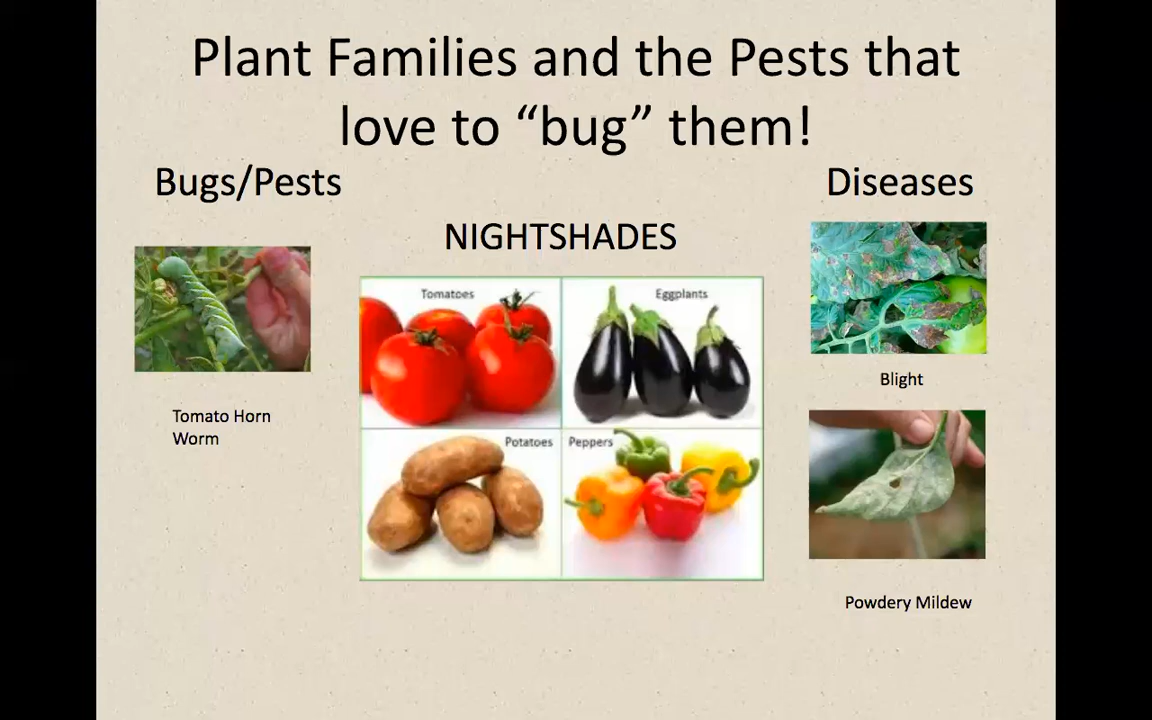 Plant Families and the Pests that
love to “bug” them!
Bugs/Pests
Diseases
NIGHTSHADES
Tomatoes
Eggplants
Potatoes
Peppers
Tomato Horn
Worm
Blight
Powdery Mildew